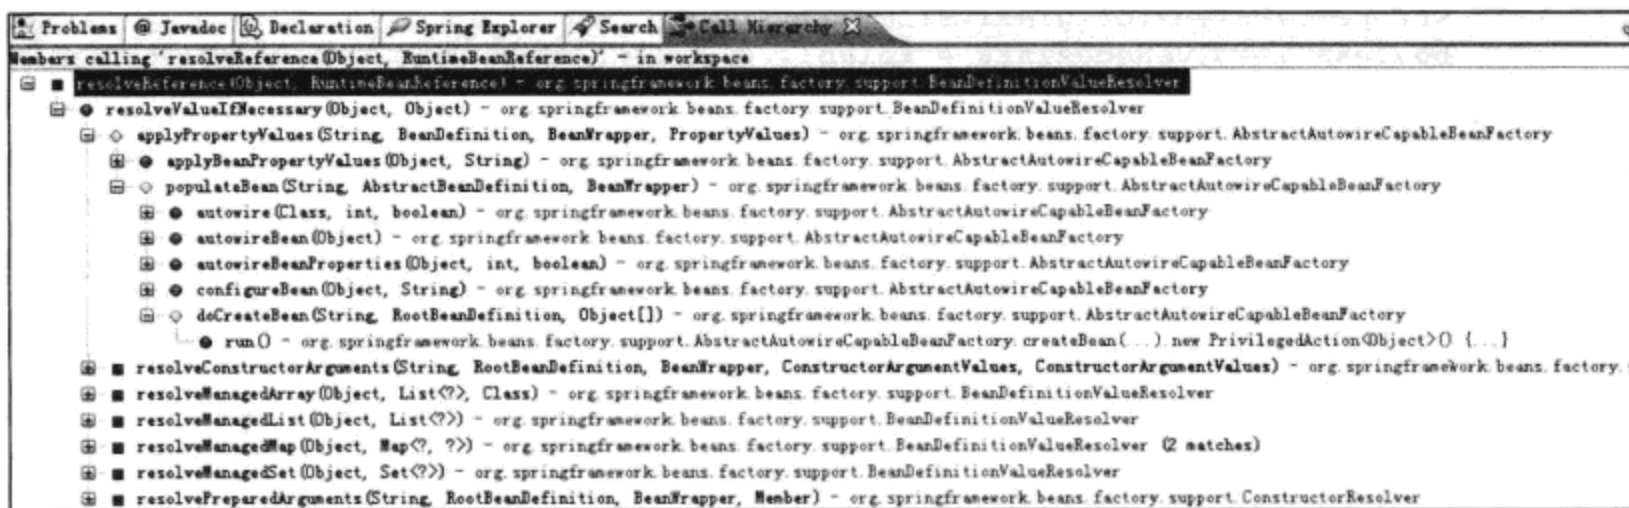 Problems @ Javadoc Declaration Spring Explorer Search Call Hierarchy
Members calling 'resolveReference(Object, RuntimeBeanReference)' - in workspace
resolveReference(Object, RuntimeBeanReference) - org.springframework.beans.factory.support.BeanDefinitionValueResolver
resolveValueIfNecessary(Object, Object) - org.springframework.beans.factory.support.BeanDefinitionValueResolver
applyPropertyValues(String, BeanDefinition, BeanWrapper, PropertyValues) - org.springframework.beans.factory.support.AbstractAutowireCapableBeanFactory
applyBeanPropertyValues(Object, String) - org.springframework.beans.factory.support.AbstractAutowireCapableBeanFactory
populateBean(String, AbstractBeanDefinition, BeanWrapper) - org.springframework.beans.factory.support.AbstractAutowireCapableBeanFactory
autowire(Class, int, boolean) - org.springframework.beans.factory.support.AbstractAutowireCapableBeanFactory
autowireBean(Object) - org.springframework.beans.factory.support.AbstractAutowireCapableBeanFactory
autowireBeanProperties(Object, int, boolean) - org.springframework.beans.factory.support.AbstractAutowireCapableBeanFactory
configureBean(Object, String) - org.springframework.beans.factory.support.AbstractAutowireCapableBeanFactory
doCreateBean(String, RootBeanDefinition, Object[]) - org.springframework.beans.factory.support.AbstractAutowireCapableBeanFactory
run() - org.springframework.beans.factory.support.AbstractAutowireCapableBeanFactory.createBean(...).new PrivilegedAction<Object>() {...}
resolveConstructorArguments(String, RootBeanDefinition, BeanWrapper, ConstructorArgumentValues, ConstructorArgumentValues) - org.springframework.beans.factory.
resolveManagedArray(Object, List<?>, Class) - org.springframework.beans.factory.support.BeanDefinitionValueResolver
resolveManagedList(Object, List<?>) - org.springframework.beans.factory.support.BeanDefinitionValueResolver
resolveManagedMap(Object, Map<?, ?>) - org.springframework.beans.factory.support.BeanDefinitionValueResolver (2 matches)
resolveManagedSet(Object, Set<?>) - org.springframework.beans.factory.support.BeanDefinitionValueResolver
resolvePreparedArguments(String, RootBeanDefinition, BeanWrapper, Member) - org.springframework.beans.factory.support.ConstructorResolver